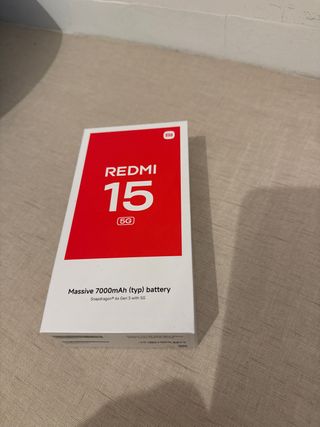 REDMI
15
5G
Massive 7000mAh (typ) battery
Snapdragon® 6s Gen 3 with 5G